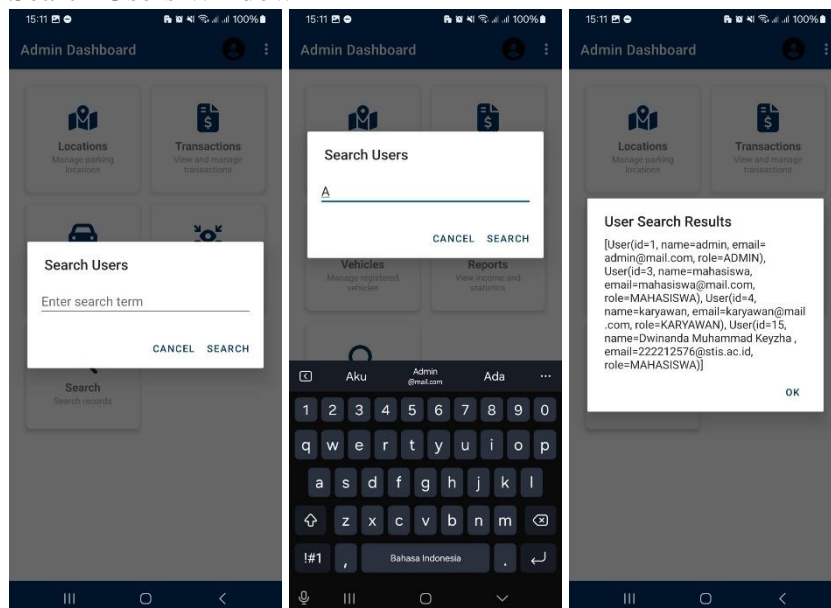 15:11
100%
Admin Dashboard
Locations
Manage parking
locations
Transactions
View and manage
transactions
Search Users
Enter search term
CANCEL SEARCH
Search
Search records
15:11
100%
Admin Dashboard
Search Users
A
CANCEL SEARCH
Vehicles
Manage registered
vehicles
Reports
View income and
statistics
Aku
Admin
@mail.com
Ada
1 2 3 4 5 6 7 8 9 0
q w e r t y u i o p
a s d f g h j k l
z x c v b n m
!#1 , Bahasa Indonesia .
15:11
100%
Admin Dashboard
Locations
Manage parking
locations
Transactions
View and manage
transactions
User Search Results
[User(id=1, name=admin, email=
admin@mail.com, role=ADMIN),
User(id=3, name=mahasiswa,
email=mahasiswa@mail.com,
role=MAHASISWA), User(id=4,
name=karyawan, email=karyawan@mail
.com, role=KARYAWAN), User(id=15,
name=Dwinanda Muhammad Keyzha ,
email=222212576@stis.ac.id,
role=MAHASISWA)]
OK